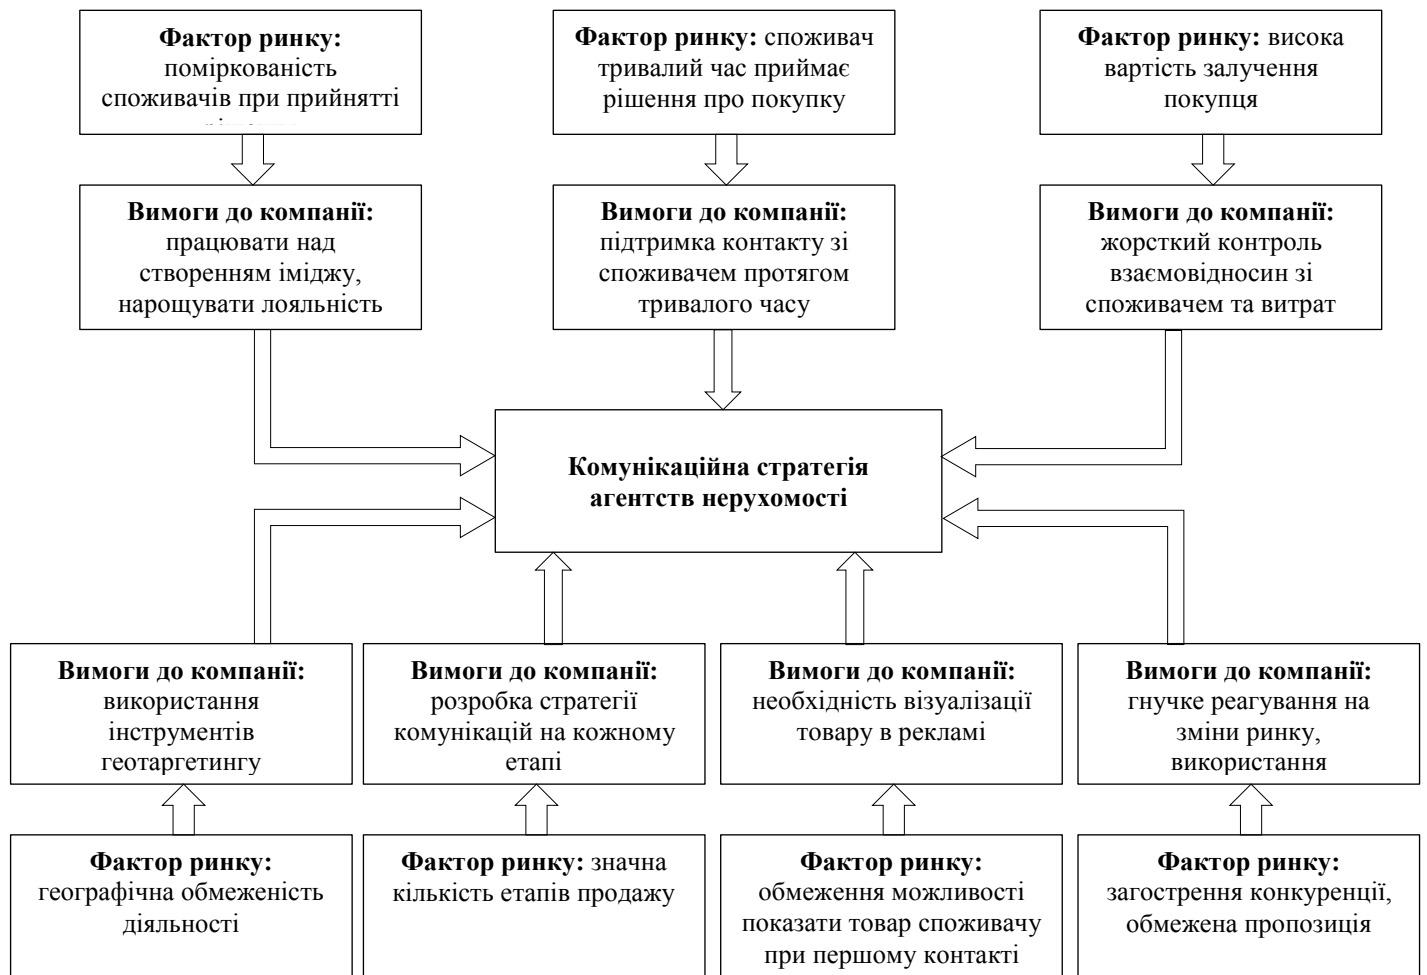 Фактор ринку:
поміркованість
споживачів при прийнятті
Фактор ринку: споживач
тривалий час приймає
рішення про покупку
Фактор ринку: висока
вартість залучення
покупця
Вимоги до компанії:
працювати над
створенням іміджу,
нарощувати лояльність
Вимоги до компанії:
підтримка контакту зі
споживачем протягом
тривалого часу
Вимоги до компанії:
жорсткий контроль
взаємовідносин зі
споживачем та витрат
Комунікаційна стратегія
агентств нерухомості
Вимоги до компанії:
використання
інструментів
геотаргетингу
Вимоги до компанії:
розробка стратегії
комунікацій на кожному
етапі
Вимоги до компанії:
необхідність візуалізації
товару в рекламі
Вимоги до компанії:
гнучке реагування на
зміни ринку,
використання
Фактор ринку:
географічна обмеженість
діяльності
Фактор ринку: значна
кількість етапів продажу
Фактор ринку:
обмеження можливості
показати товар споживачу
при першому контакті
Фактор ринку:
загострення конкуренції,
обмежена пропозиція